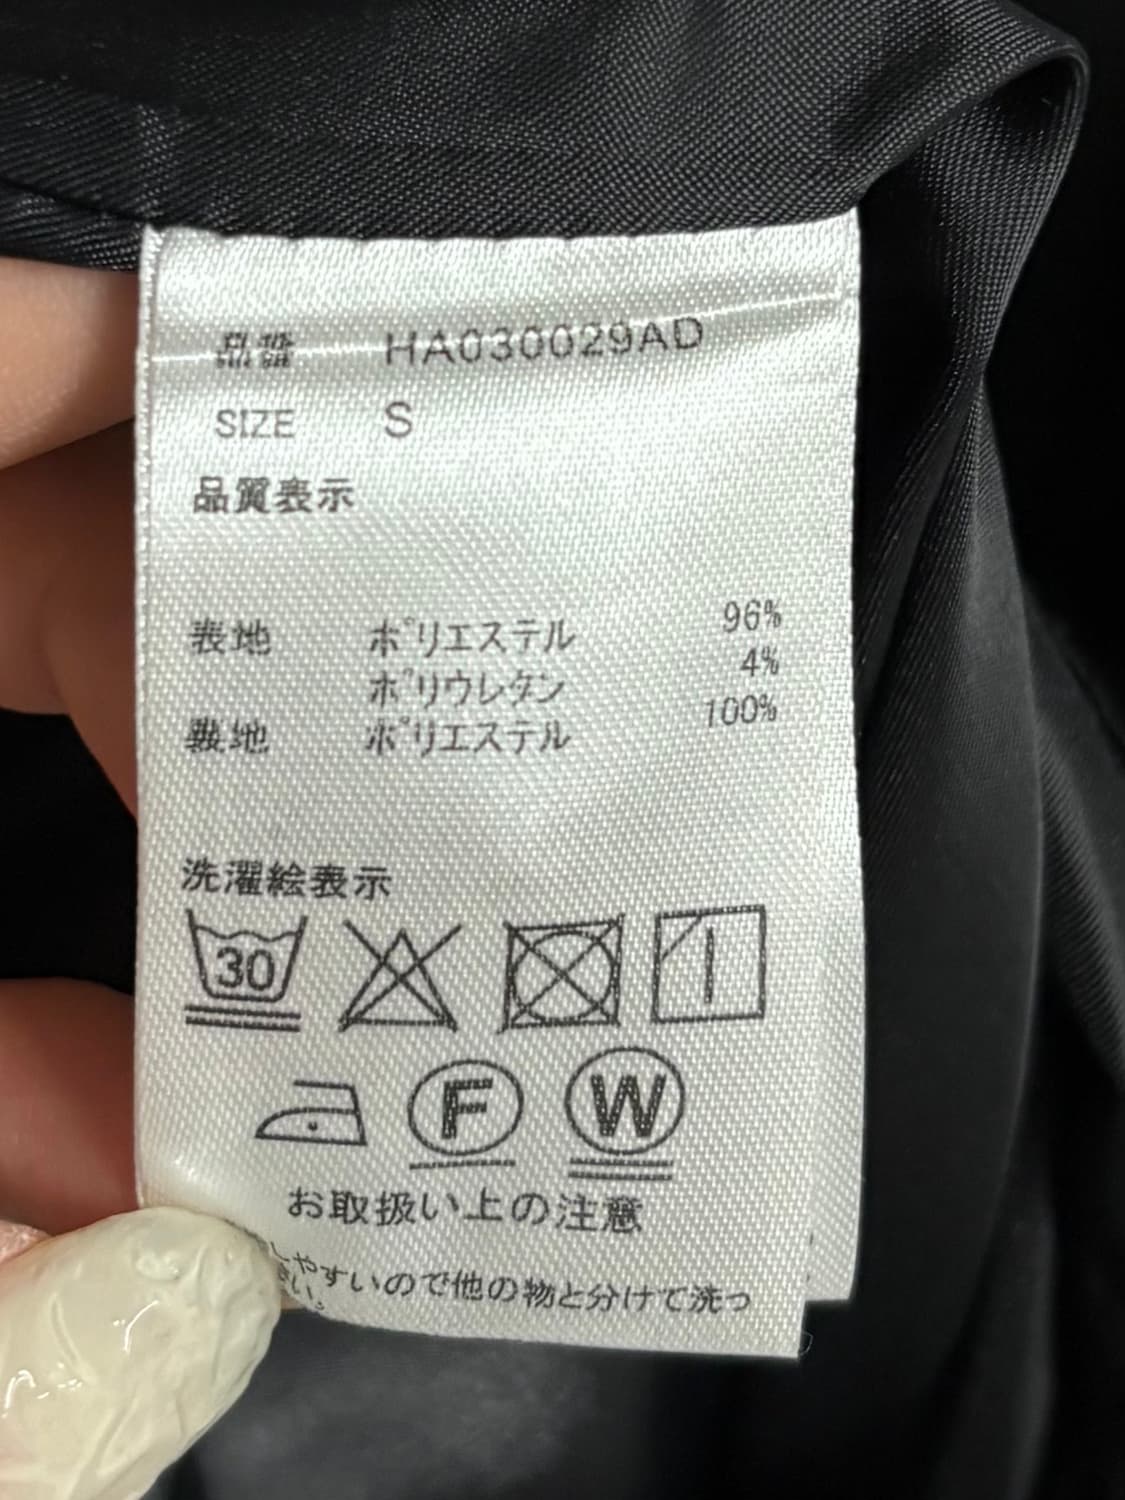 品番 HA030029AD
SIZE S
品質表示
表地 ポリエステル 96%
ポリウレタン 4%
裏地 ポリエステル 100%
洗濯絵表示
30
F W
お取扱い上の注意
しやすいので他の物と分けて洗っ
さい。